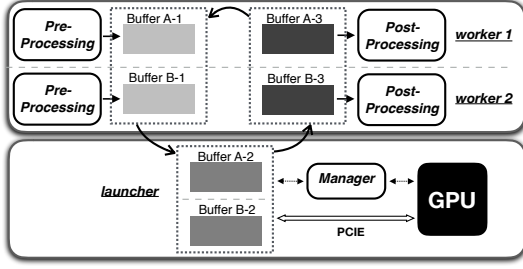 Pre-
Processing
Buffer A-1
Buffer A-3
Post-
Processing
worker 1
Pre-
Processing
Buffer B-1
Buffer B-3
Post-
Processing
worker 2
launcher
Buffer A-2
Buffer B-2
Manager
PCIE
GPU